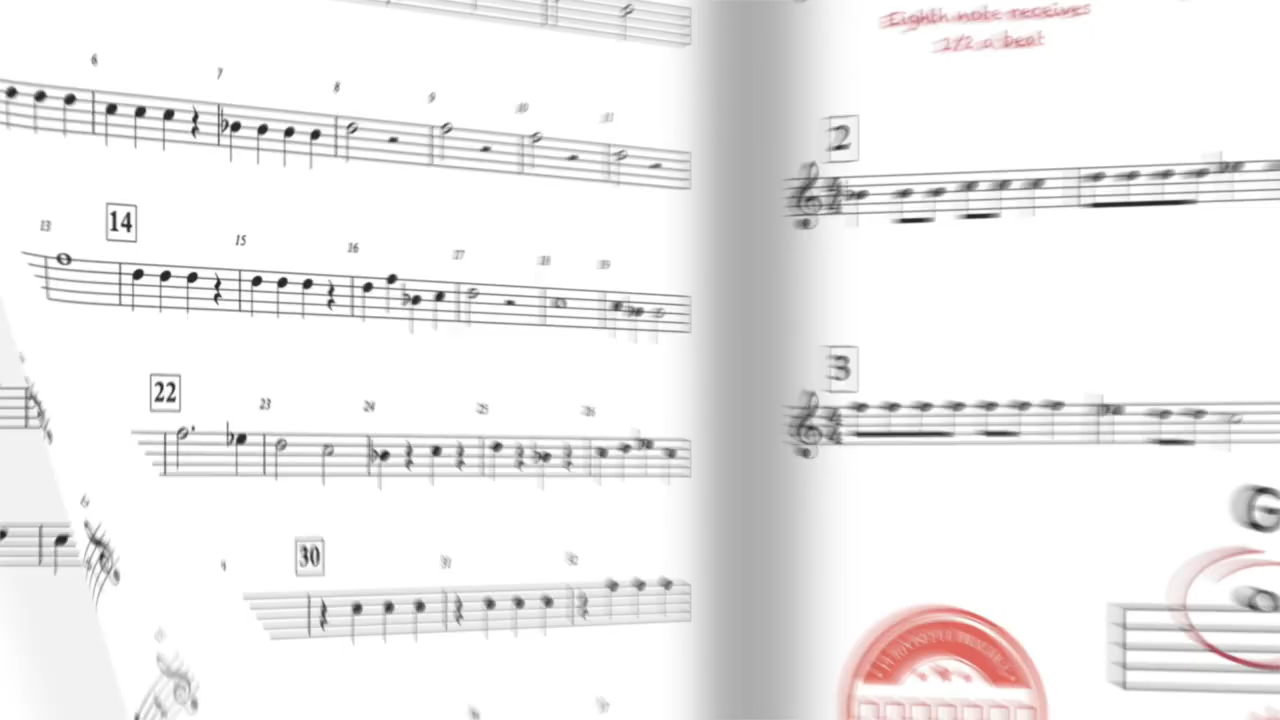 6 7 8 9 10 11
13 14 15 16 17 18 19
22 23 24 25 26
30 31 32
Eighth note receives
1/2 a beat
2
3